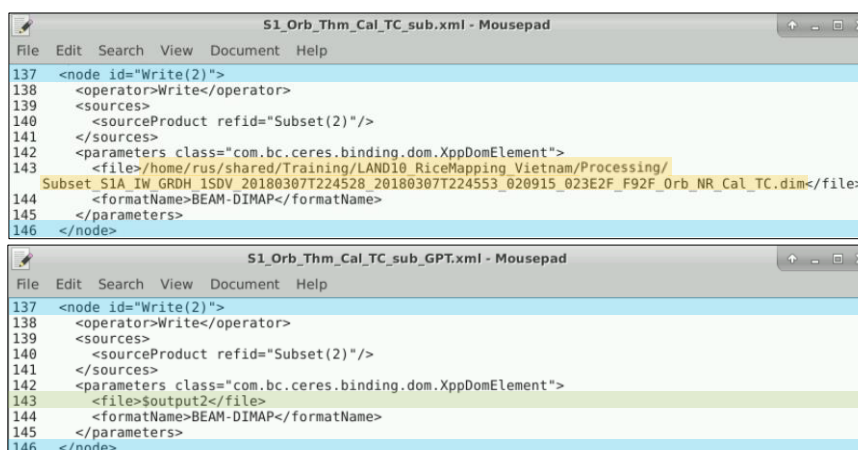 S1_Orb_Thm_Cal_TC_sub.xml - Mousepad
File Edit Search View Document Help
137 <node id="Write(2)">
138 <operator>Write</operator>
139 <sources>
140 <sourceProduct refid="Subset(2)"/>
141 </sources>
142 <parameters class="com.bc.ceres.binding.dom.XppDomElement">
143 <file>/home/rus/shared/Training/LAND10_RiceMapping_Vietnam/Processing/
Subset_S1A_IW_GRDH_1SDV_20180307T224528_20180307T224553_020915_023E2F_F92F_Orb_NR_Cal_TC.dim</file>
144 <formatName>BEAM-DIMAP</formatName>
145 </parameters>
146 </node>
S1_Orb_Thm_Cal_TC_sub_GPT.xml - Mousepad
File Edit Search View Document Help
137 <node id="Write(2)">
138 <operator>Write</operator>
139 <sources>
140 <sourceProduct refid="Subset(2)"/>
141 </sources>
142 <parameters class="com.bc.ceres.binding.dom.XppDomElement">
143 <file>$output2</file>
144 <formatName>BEAM-DIMAP</formatName>
145 </parameters>
146 </node>